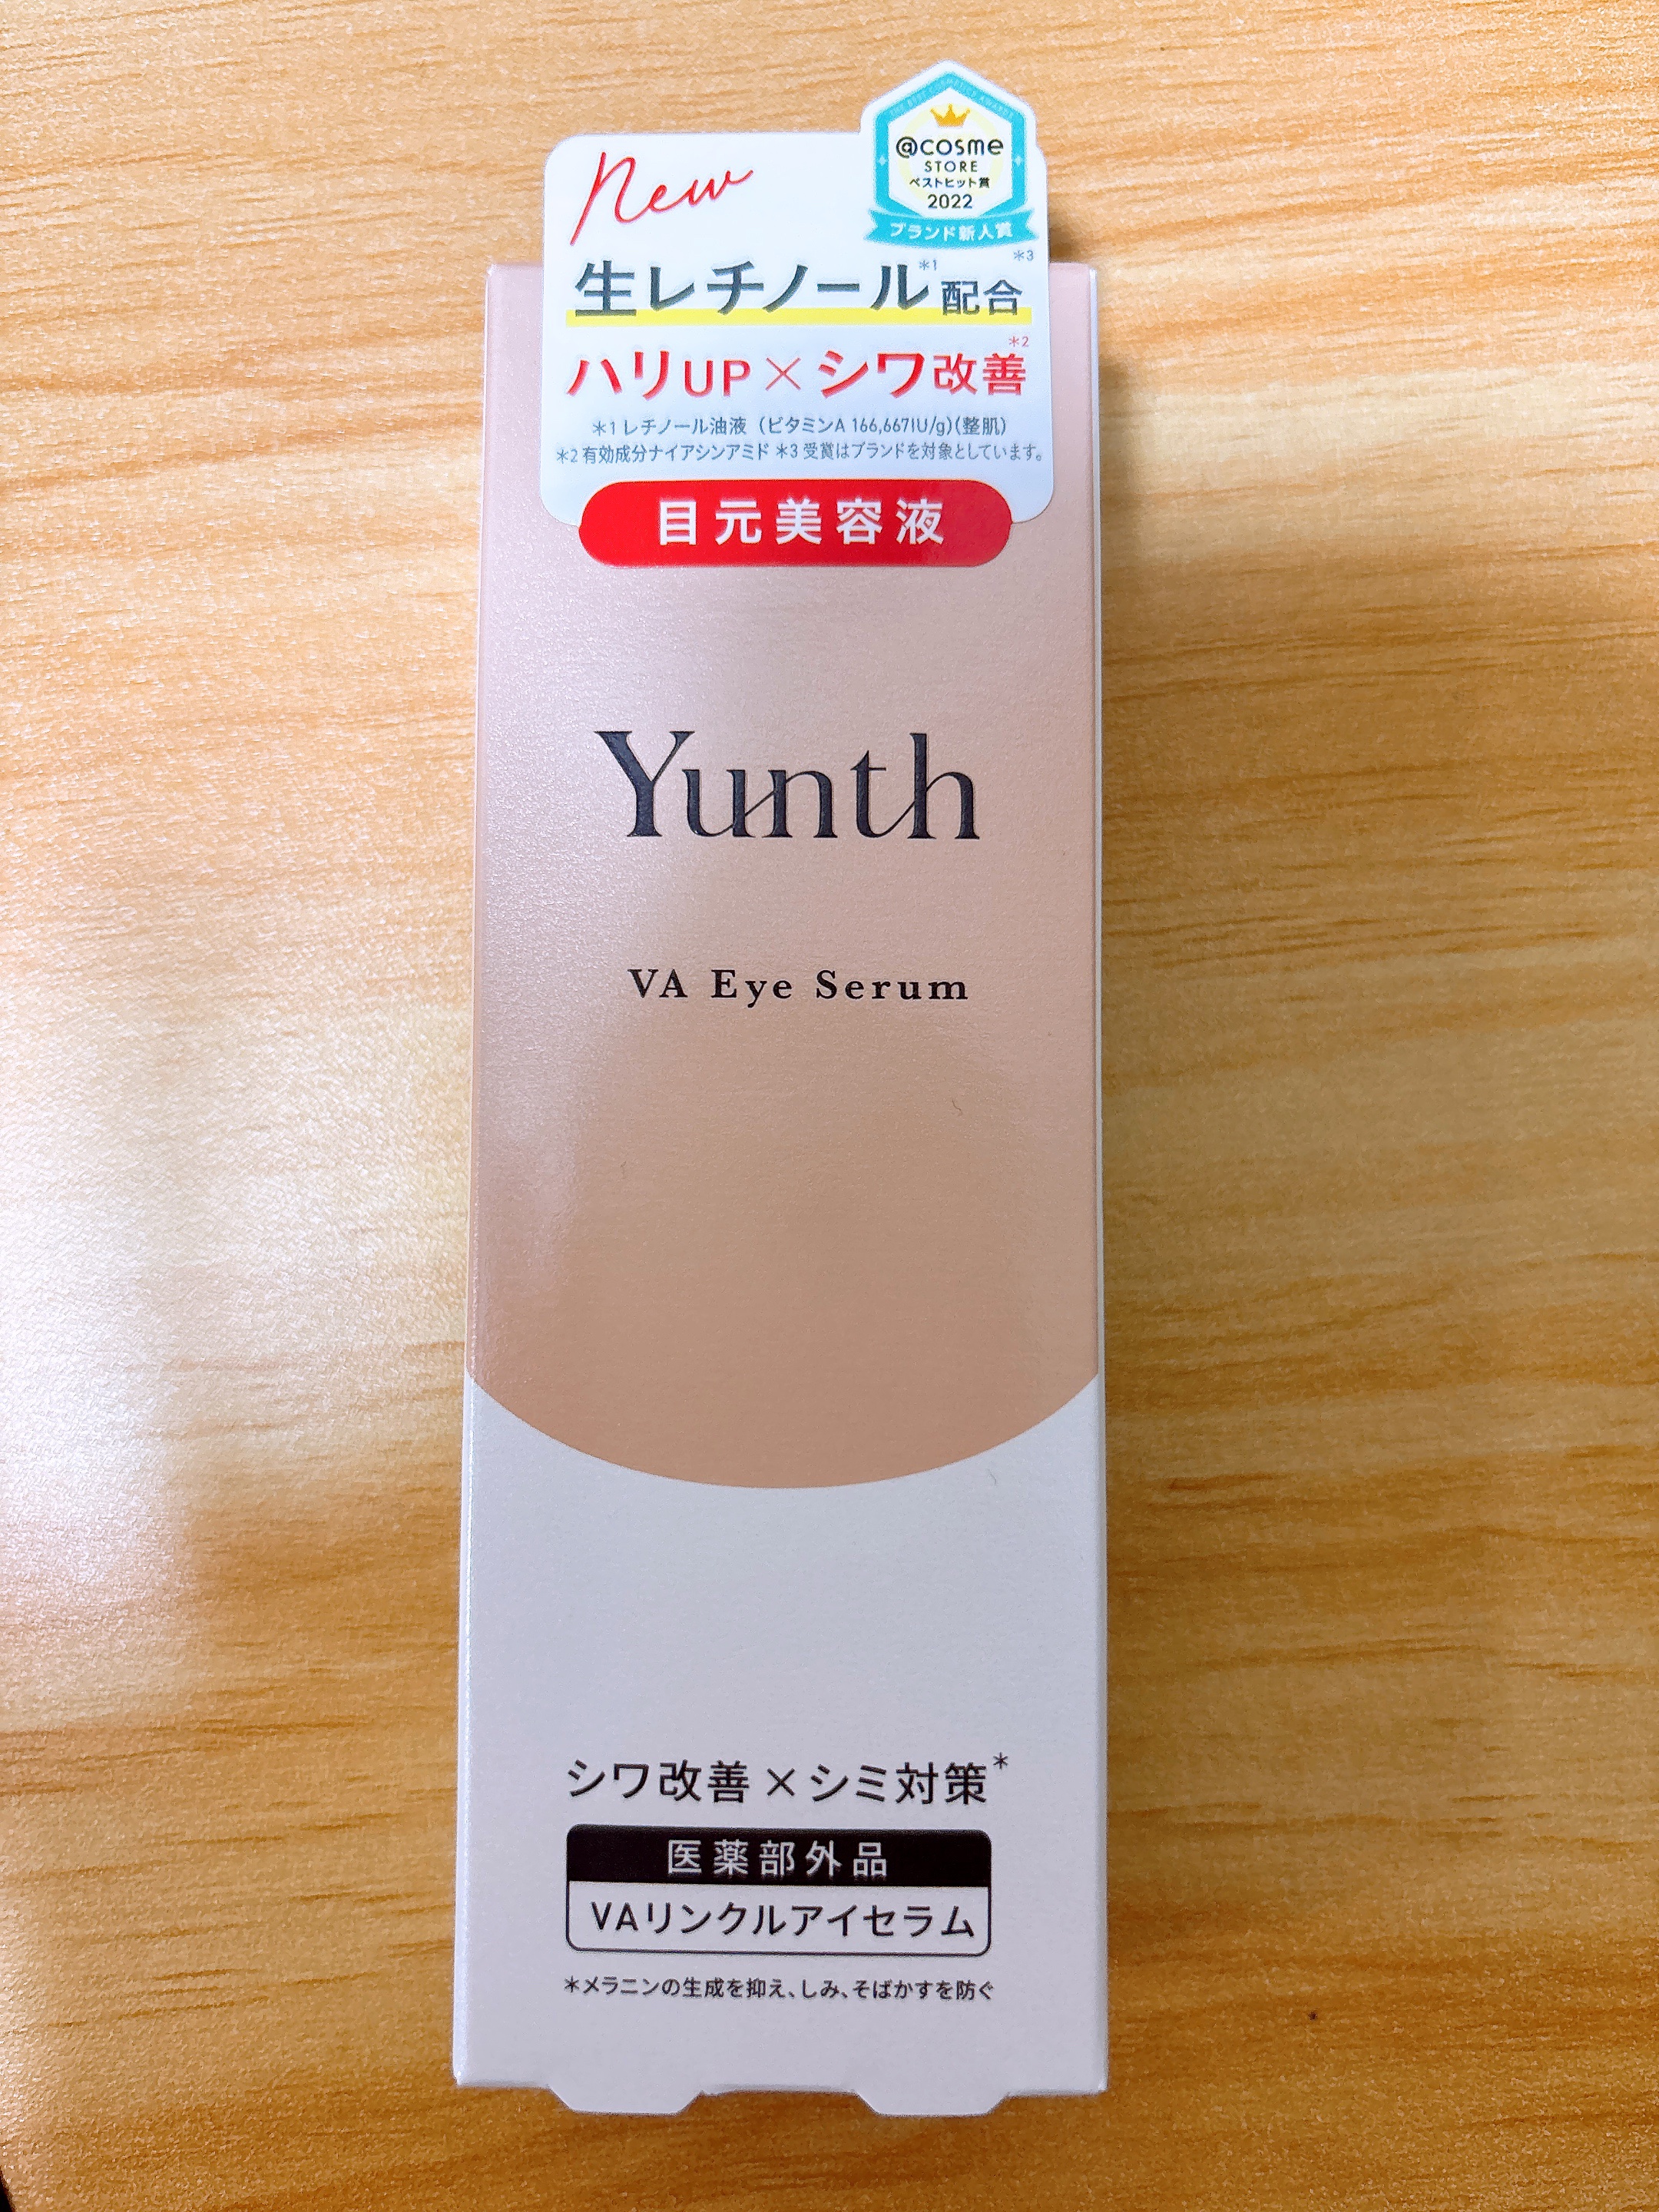 THE BEST COSMETICS AWARDS
@cosme
STORE
ベストヒット賞
2022
ブランド新人賞
New
生レチノール*1配合*3
ハリUP×シワ改善*2
*1 レチノール油液（ビタミンA 166,667IU/g)(整肌)
*2 有効成分ナイアシンアミド *3 受賞はブランドを対象としています。
目元美容液
Yunth
VA Eye Serum
シワ改善×シミ対策*
医薬部外品
VAリンクルアイセラム
*メラニンの生成を抑え、しみ、そばかすを防ぐ